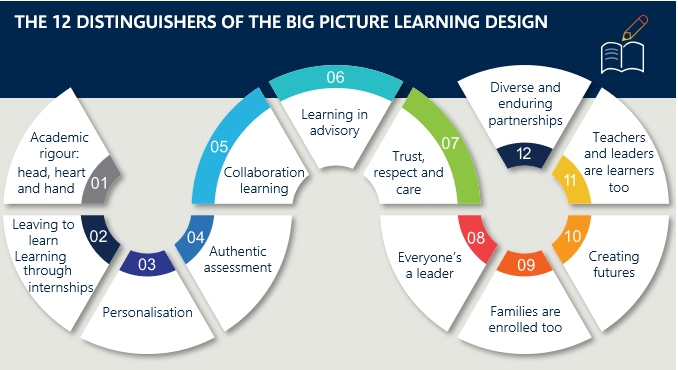 THE 12 DISTINGUISHERS OF THE BIG PICTURE LEARNING DESIGN
Academic
rigour:
head, heart
and hand
01
Leaving to
learn
Learning
through
internships
02
03
Personalisation
04
Authentic
assessment
05
Collaboration
learning
06
Learning in
advisory
07
Trust,
respect and
care
08
Everyone’s
a leader
09
Families are
enrolled too
10
Creating
futures
11
Teachers
and leaders
are learners
too
Diverse and
enduring
partnerships
12